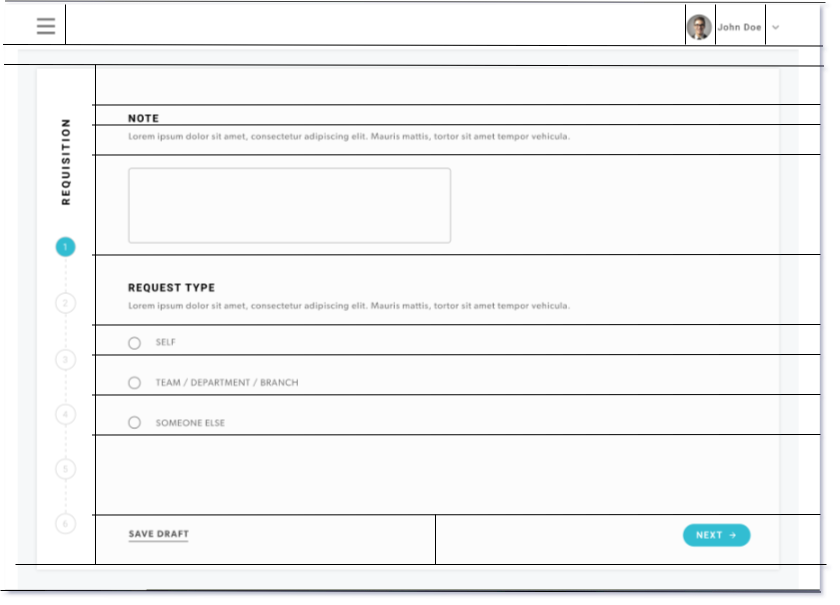 John Doe
REQUISITION
1
2
3
4
5
6
NOTE
Lorem ipsum dolor sit amet, consectetur adipiscing elit. Mauris mattis, tortor sit amet tempor vehicula.
REQUEST TYPE
Lorem ipsum dolor sit amet, consectetur adipiscing elit. Mauris mattis, tortor sit amet tempor vehicula.
SELF
TEAM / DEPARTMENT / BRANCH
SOMEONE ELSE
SAVE DRAFT
NEXT →